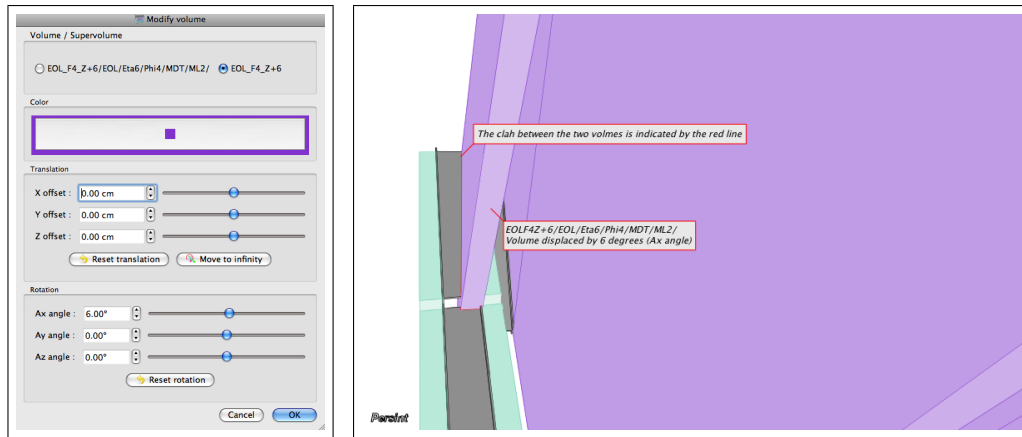 Modify volume
Volume / Supervolume
EOL_F4_Z+6/EOL/Eta6/Phi4/MDT/ML2/ EOL_F4_Z+6
Color
Translation
X offset : 0.00 cm
Y offset : 0.00 cm
Z offset : 0.00 cm
Reset translation Move to infinity
Rotation
Ax angle : 6.00°
Ay angle : 0.00°
Az angle : 0.00°
Reset rotation
Cancel OK
The clah between the two volmes is indicated by the red line
EOLF4Z+6/EOL/Eta6/Phi4/MDT/ML2/
Volume displaced by 6 degrees (Ax angle)
Persint